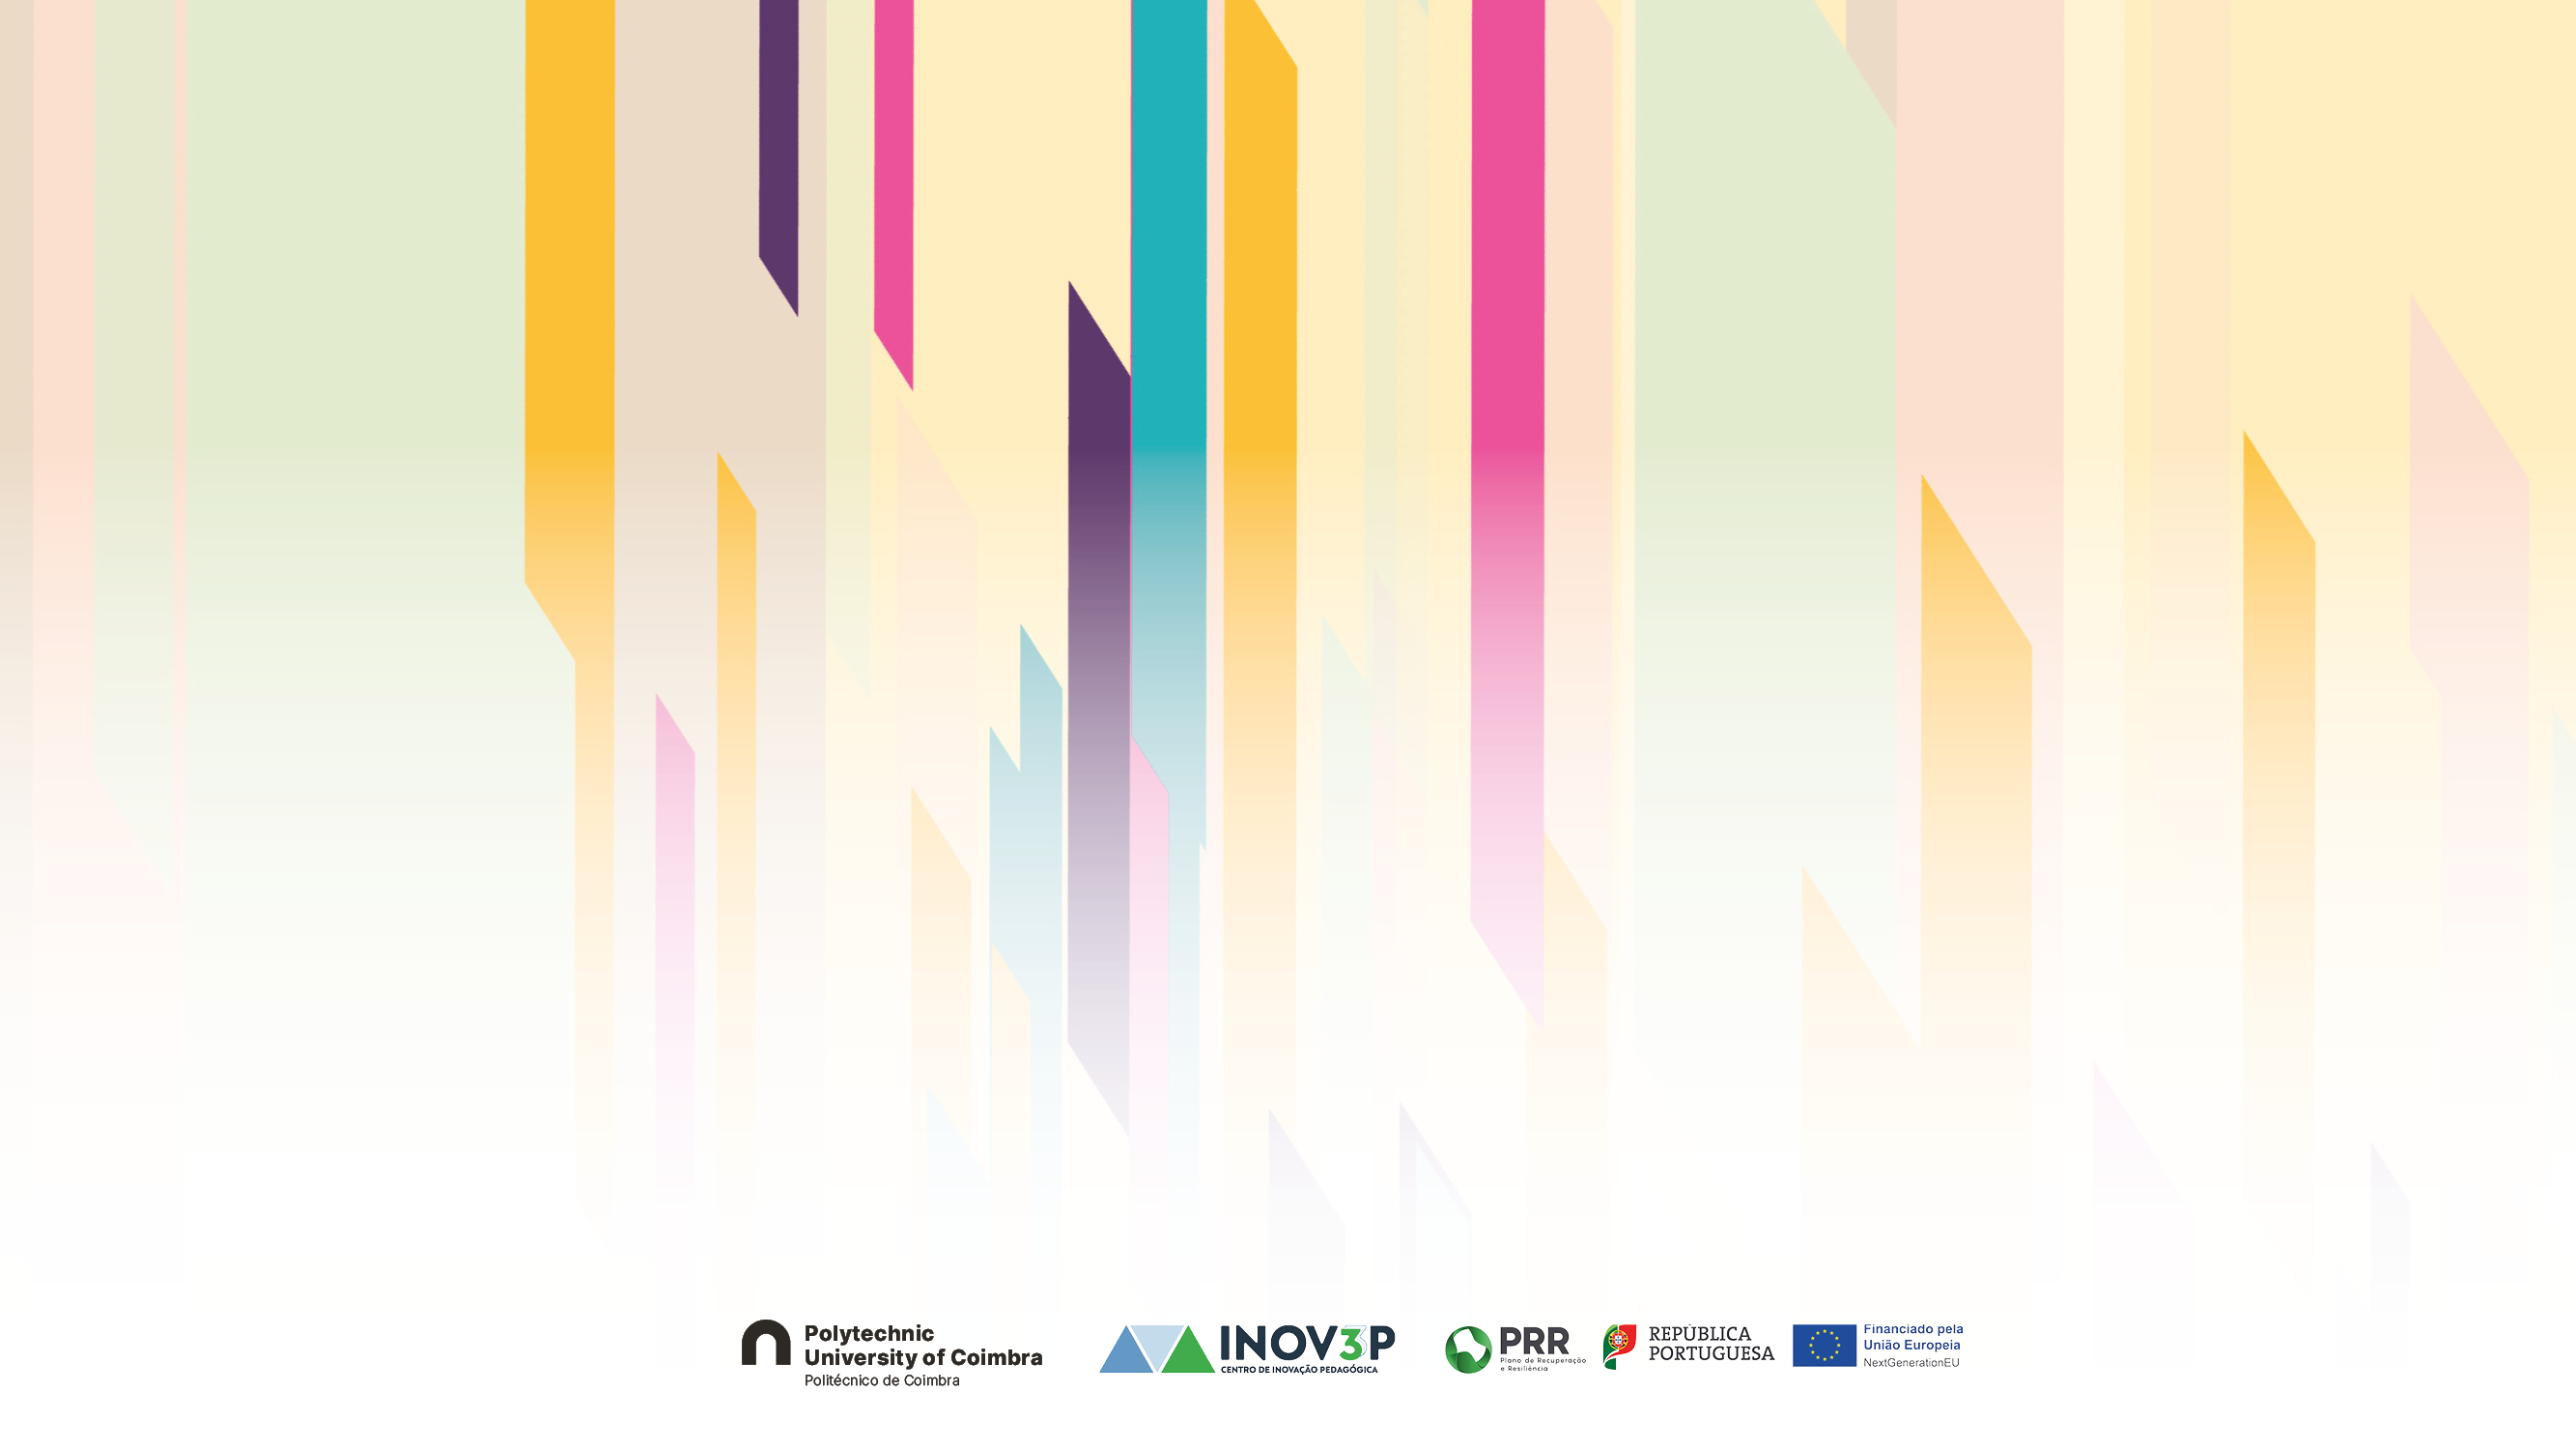 Polytechnic
University of Coimbra
Politécnico de Coimbra
INOV3P
CENTRO DE INOVAÇÃO PEDAGÓGICA
PRR
Plano de Recuperação
e Resiliência
REPÚBLICA
PORTUGUESA
Financiado pela
União Europeia
NextGenerationEU